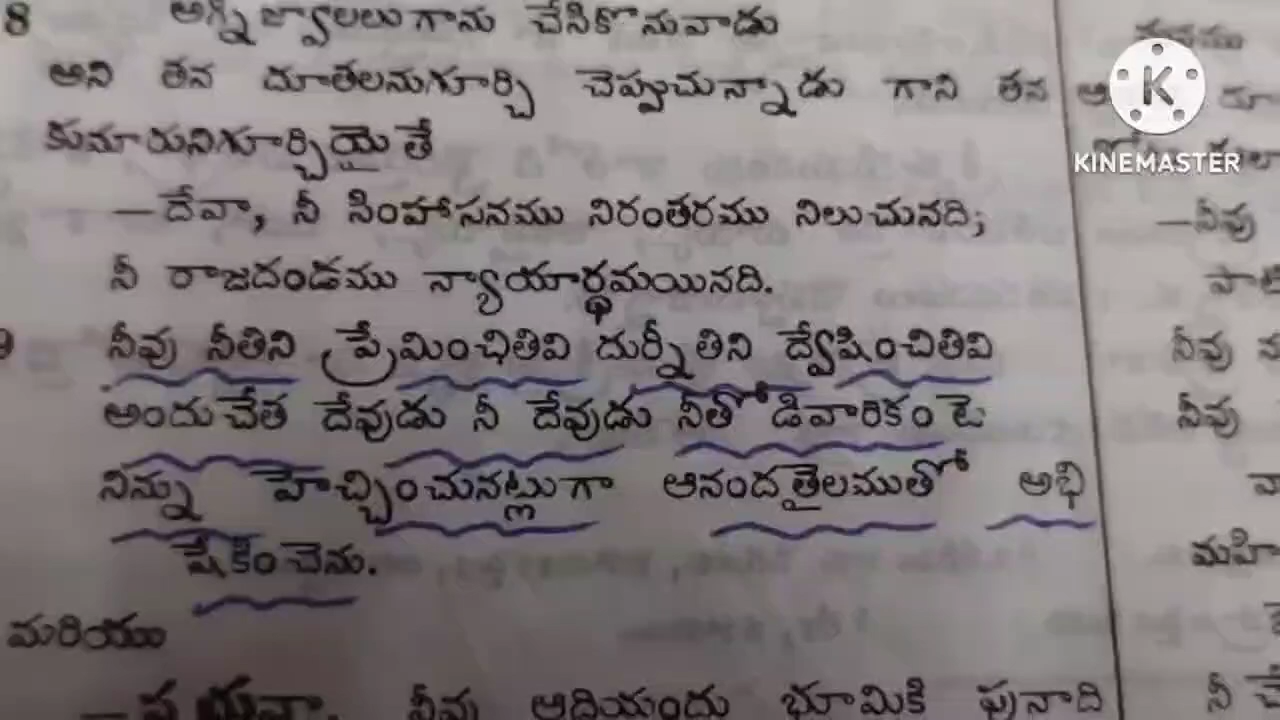 8 అగ్ని జ్వాలలుగాను చేసికొనువాడు
అని తన దూతలనుగూర్చి చెప్పుచున్నాడు గాని తన
కుమారునిగూర్చియైతే
—దేవా, నీ సింహాసనము నిరంతరము నిలుచునది;
నీ రాజదండము న్యాయార్థమయినది.
9 నీవు నీతిని ప్రేమించితివి దుర్నీతిని ద్వేషించితివి
అందుచేత దేవుడు నీ దేవుడు నీతోడివారికంటె
నిన్ను హెచ్చించునట్లుగా ఆనందతైలముతో అభి
షేకించెను.
మరియు
నీవు ఆదియందు భూమికి పునాది
K
KINEMASTER
—నీవు
నీవు
నీవు
మహి
నీ